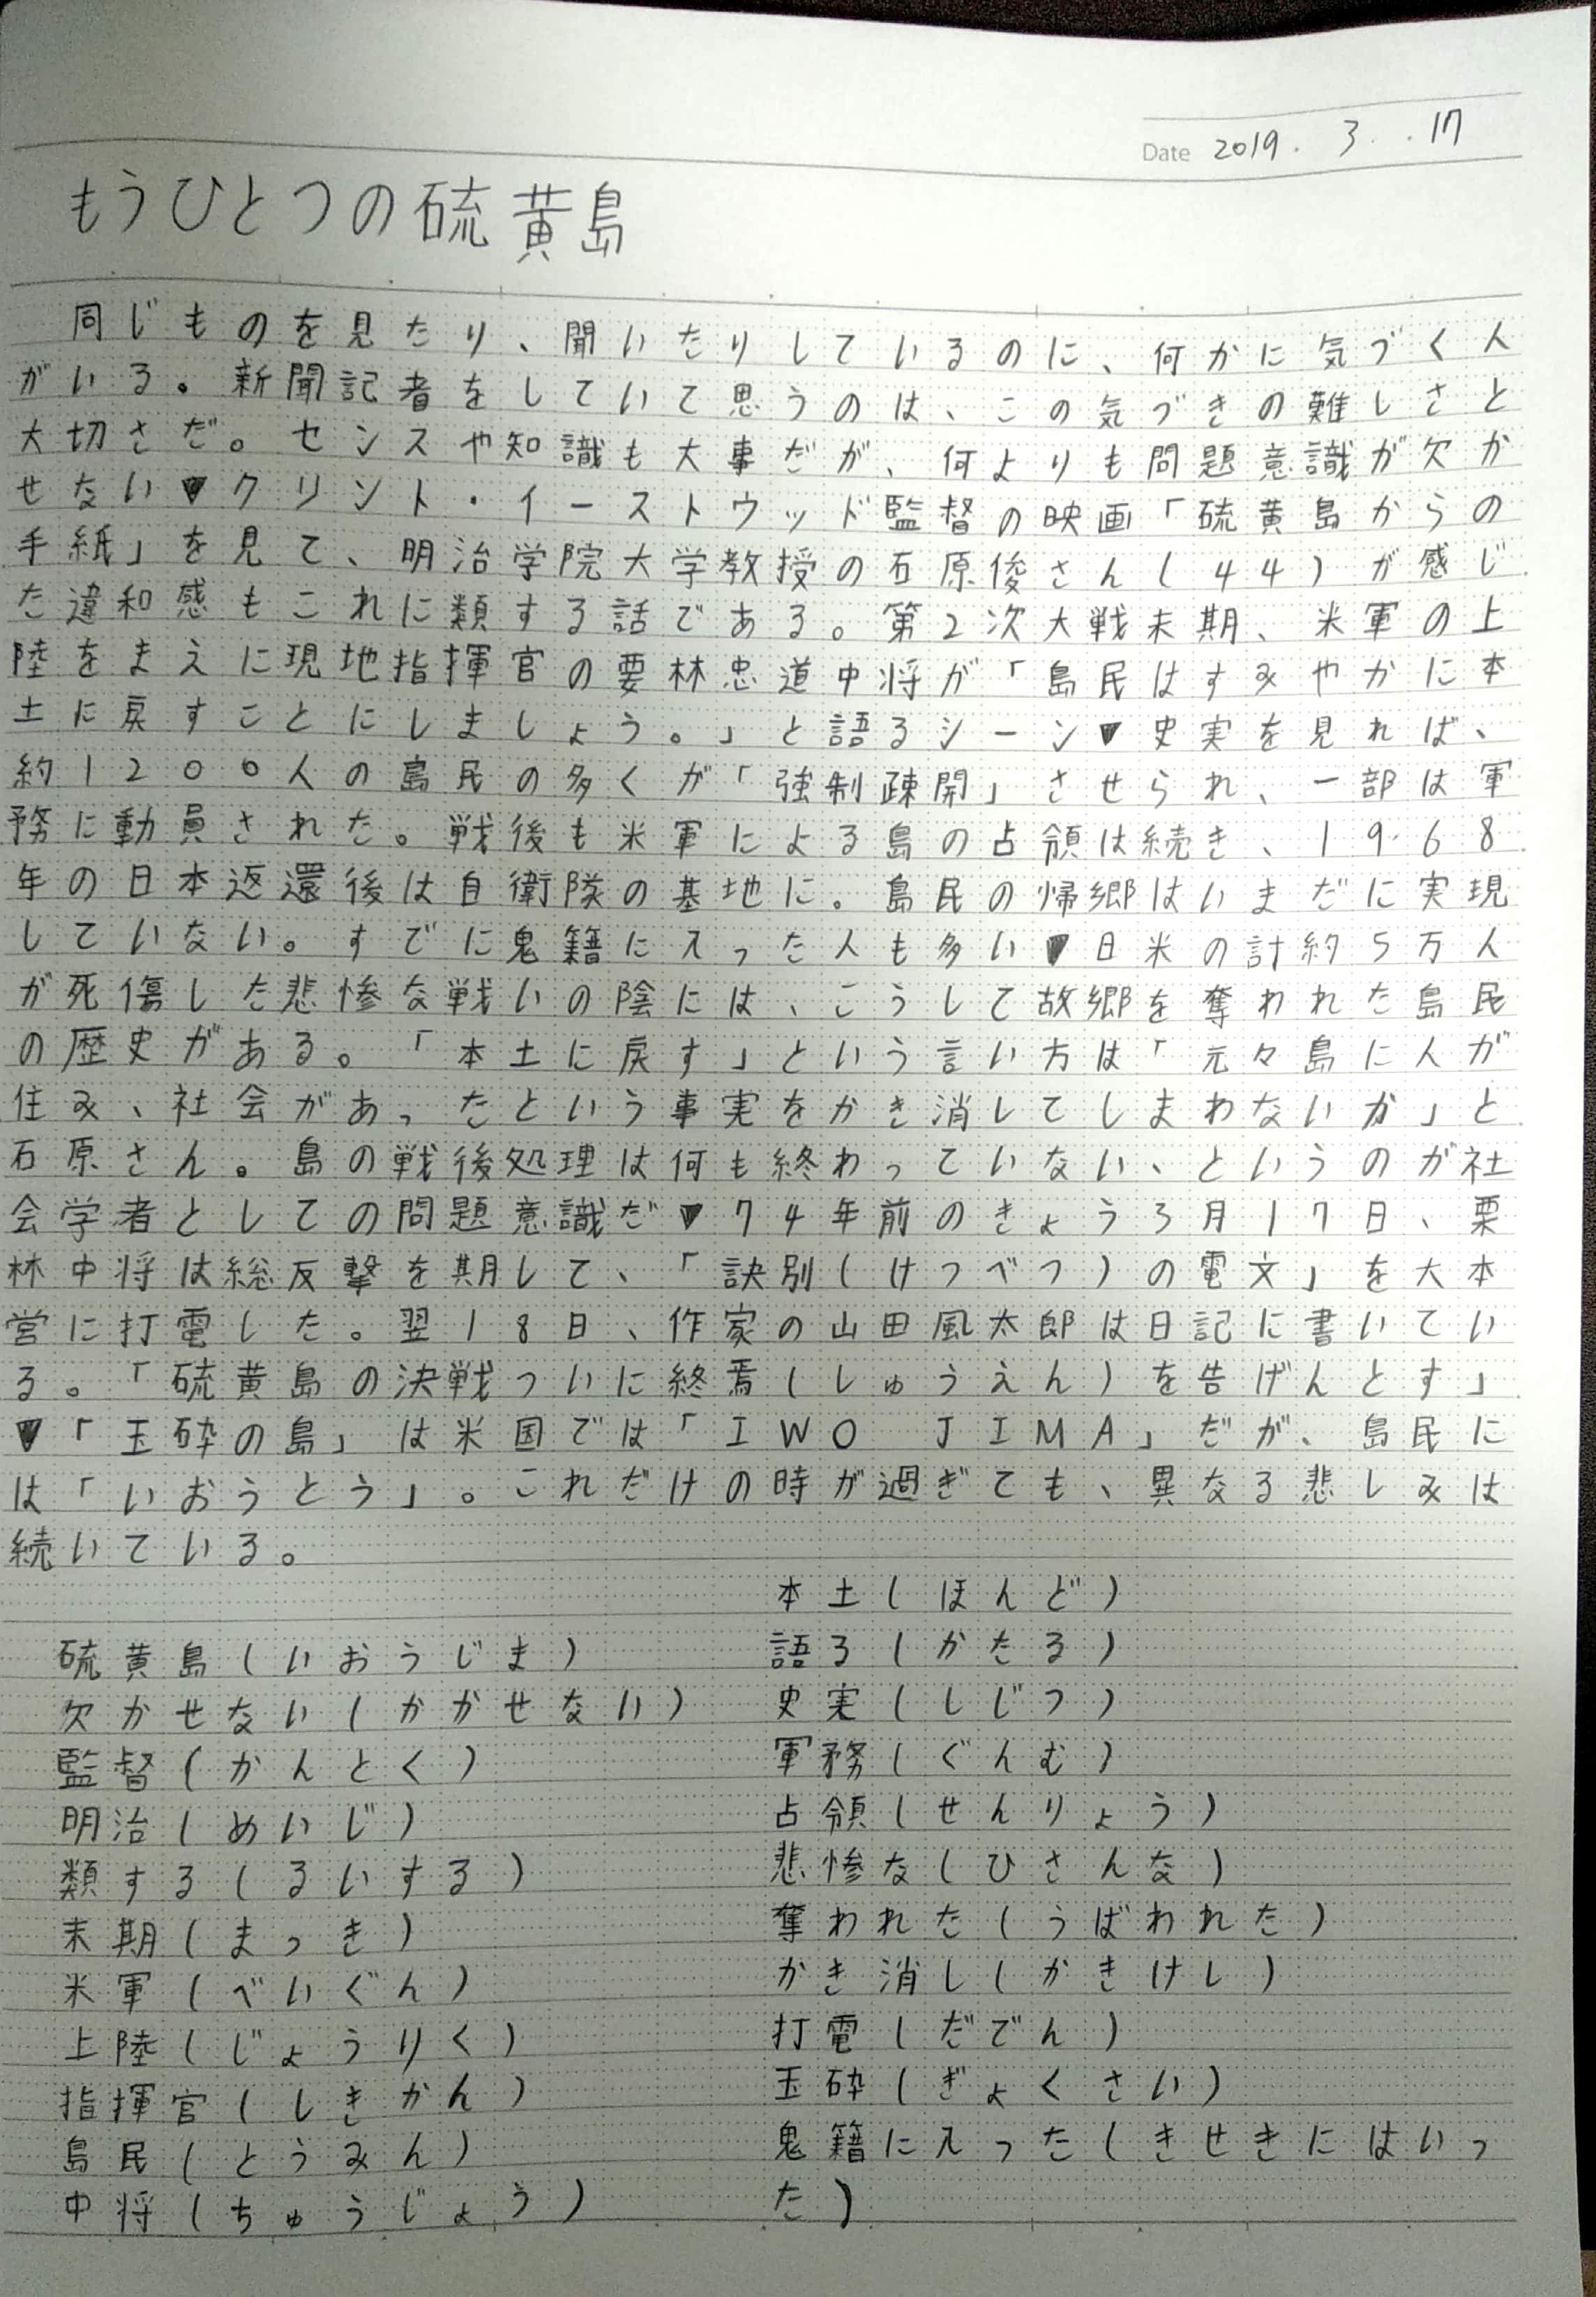 Date 2019. 3. 17
もうひとつの硫黄島
同じものを見たり、聞いたりしているのに、何かに気づく人
がいる。新聞記者をしていて思うのは、この気づきの難しさと
大切さだ。センスや知識も大事だが、何よりも問題意識が欠か
せない▼クリント・イーストウッド監督の映画「硫黄島からの
手紙」を見て、明治学院大学教授の石原俊さん(44)が感じ
た違和感もこれに類する話である。第2次大戦末期、米軍の上
陸をまえに現地指揮官の要林忠道中将が「島民はすみやかに本
土に戻すことにしましょう。」と語るシーン▼史実を見れば、
約1200人の島民の多くが「強制疎開」させられ、一部は軍
務に動員された。戦後も米軍による島の占領は続き、1968
年の日本返還後は自衛隊の基地に。島民の帰郷はいまだに実現
していない。すでに鬼籍に入った人も多い▼日米の計約5万人
が死傷した悲惨な戦いの陰には、こうして故郷を奪われた島民
の歴史がある。「本土に戻す」という言い方は「元々島に人が
住み、社会があったという事実をかき消してしまわないか」と
石原さん。島の戦後処理は何も終わっていない、というのが社
会学者としての問題意識だ▼74年前のきょう3月17日、栗
林中将は総反撃を期して、「訣別(けつべつ)の電文」を大本
営に打電した。翌18日、作家の山田風太郎は日記に書いてい
る。「硫黄島の決戦ついに終焉(しゅうえん)を告げんとす」
▼「玉砕の島」は米国では「IWO JIMA」だが、島民に
は「いおうとう」。これだけの時が過ぎても、異なる悲しみは
続いている。
硫黄島(いおうじま)
欠かせない(かかせない)
監督(かんとく)
明治(めいじ)
類する(るいする)
末期(まっき)
米軍(べいぐん)
上陸(じょうりく)
指揮官(しきかん)
島民(とうみん)
中将(ちゅうじょう)
本土(ほんど)
語る(かたる)
史実(しじつ)
軍務(ぐんむ)
占領(せんりょう)
悲惨な(ひさんな)
奪われた(うばわれた)
かき消し(かきけし)
打電(だでん)
玉砕(ぎょくさい)
鬼籍に入った(きせきにはいっ
た)